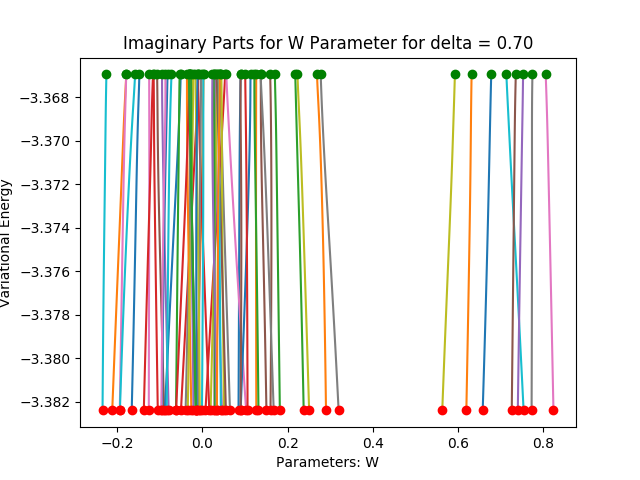 Imaginary Parts for W Parameter for delta = 0.70
Variational Energy
−3.368
−3.370
−3.372
−3.374
−3.376
−3.378
−3.380
−3.382
−0.2 0.0 0.2 0.4 0.6 0.8
Parameters: W